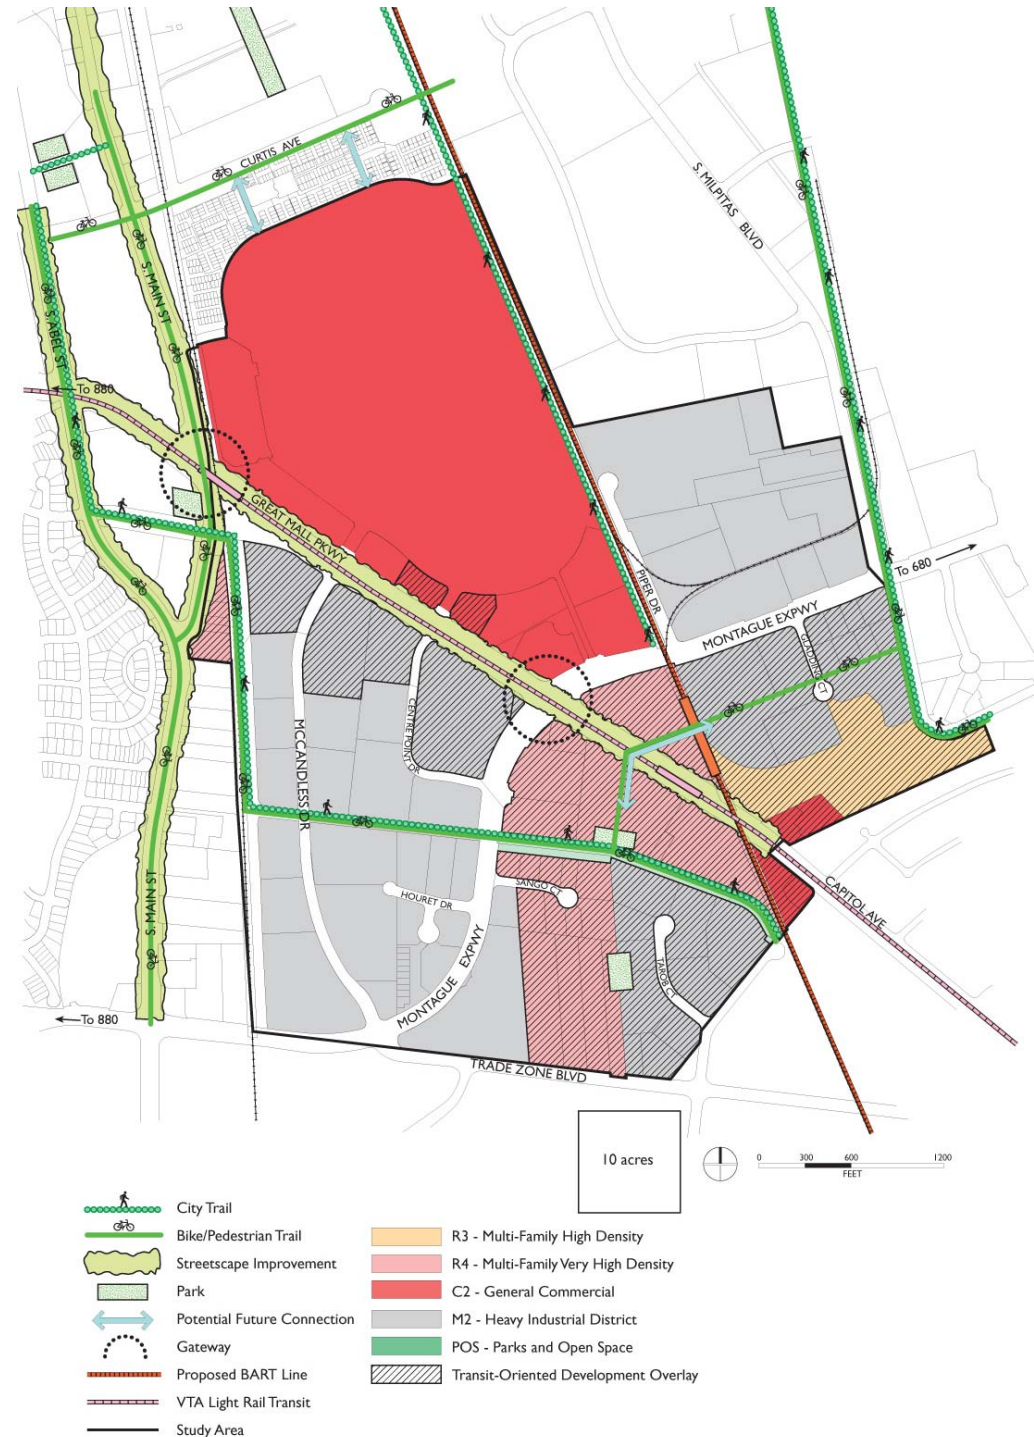 CURTIS AVE
S. MILPITAS BLVD
S. MAIN ST
S. ABEL ST
To 880
GREAT MALL PKWY
To 680
PIPER DR
MONTAGUE EXPWY
GLADDING CT
CENTRE POINT DR
MCCANDLESS DR
SANGO CT
CAPITOL AVE
HOURET DR
S. MAIN ST
TAROB CT
MONTAGUE EXPWY
To 880
TRADE ZONE BLVD
10 acres
0 300 600 1200
FEET
City Trail
Bike/Pedestrian Trail
Streetscape Improvement
Park
Potential Future Connection
Gateway
Proposed BART Line
VTA Light Rail Transit
Study Area
R3 - Multi-Family High Density
R4 - Multi-Family Very High Density
C2 - General Commercial
M2 - Heavy Industrial District
POS - Parks and Open Space
Transit-Oriented Development Overlay